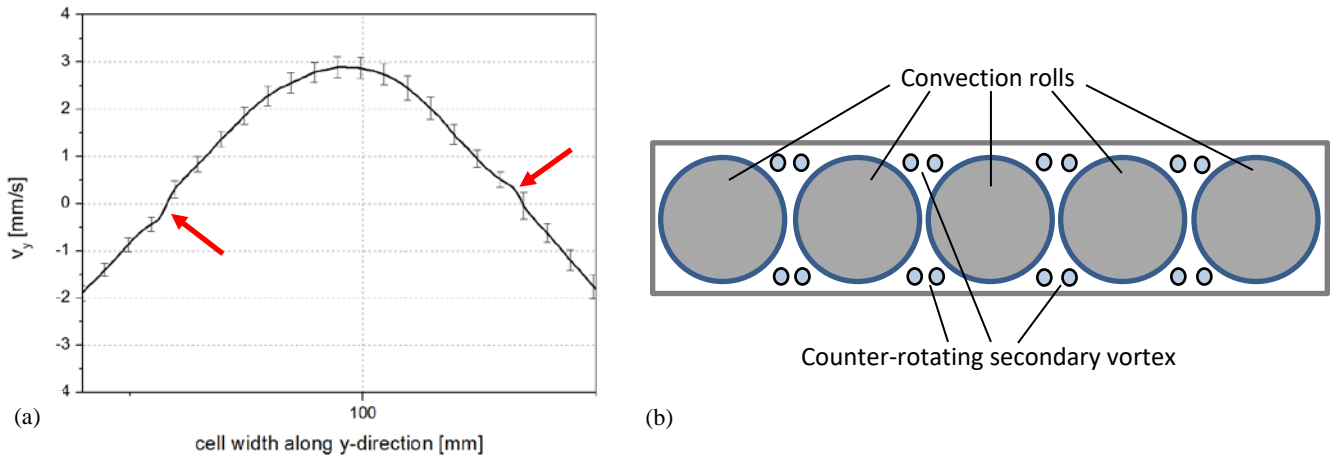 4
3
2
1
0
-1
-2
-3
4
v_y [mm/s]
100
cell width along y-direction [mm]
(a)
Convection rolls
Counter-rotating secondary vortex
(b)